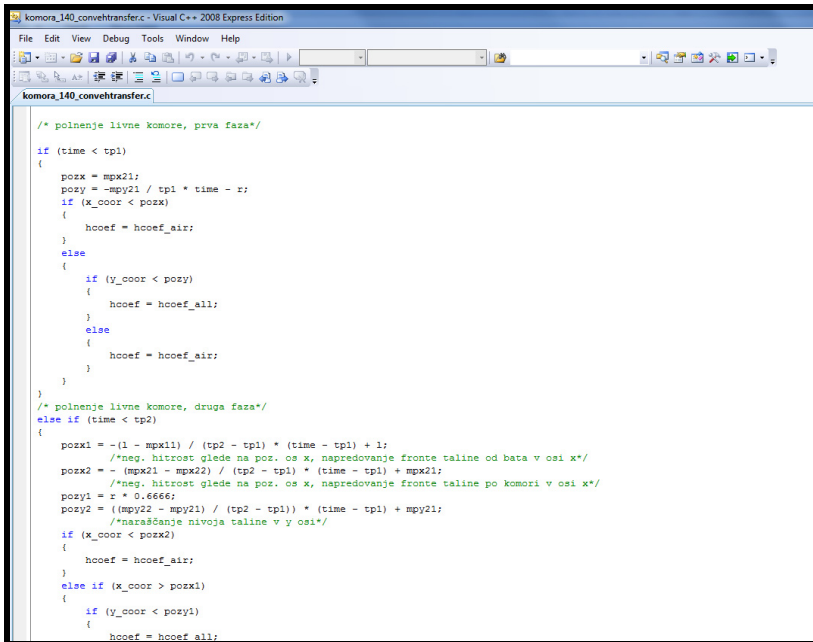 komora_140_convehtransfer.c - Visual C++ 2008 Express Edition
File Edit View Debug Tools Window Help
komora_140_convehtransfer.c
/* polnenje livne komore, prva faza*/
if (time < tp1)
{
pozx = mpx21;
pozy = -mpy21 / tp1 * time - r;
if (x_coor < pozx)
{
hcoef = hcoef_air;
}
else
{
if (y_coor < pozy)
{
hcoef = hcoef_all;
}
else
{
hcoef = hcoef_air;
}
}
}
/* polnenje livne komore, druga faza*/
else if (time < tp2)
{
pozx1 = -(l - mpx11) / (tp2 - tp1) * (time - tp1) + l;
/*neg. hitrost glede na poz. os x, napredovanje fronte taline od bata v osi x*/
pozx2 = - (mpx21 - mpx22) / (tp2 - tp1) * (time - tp1) + mpx21;
/*neg. hitrost glede na poz. os x, napredovanje fronte taline po komori v osi x*/
pozy1 = r * 0.6666;
pozy2 = ((mpy22 - mpy21) / (tp2 - tp1)) * (time - tp1) + mpy21;
/*naraščanje nivoja taline v y osi*/
if (x_coor < pozx2)
{
hcoef = hcoef_air;
}
else if (x_coor > pozx1)
{
if (y_coor < pozy1)
{
hcoef = hcoef_all;